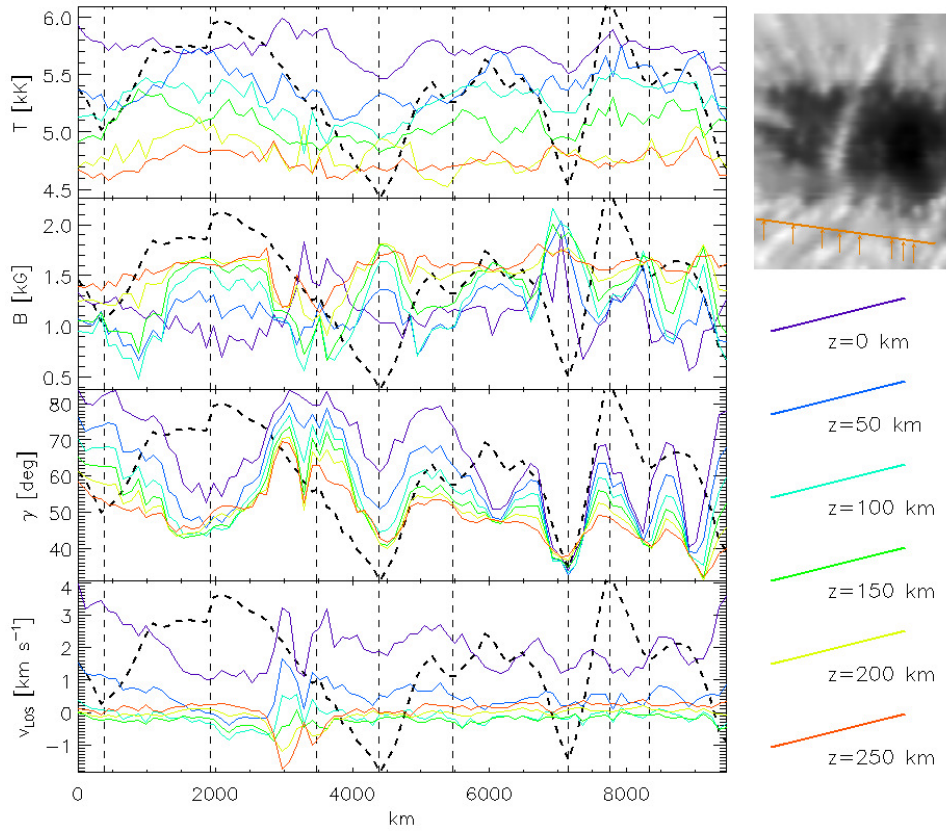 6.0
5.5
5.0
4.5
T [kK]
2.0
1.5
1.0
0.5
B [kG]
80
70
60
50
40
γ [deg]
4
3
2
1
0
−1
vLOS [km s⁻¹]
0
2000
4000
6000
8000
km
z=0 km
z=50 km
z=100 km
z=150 km
z=200 km
z=250 km